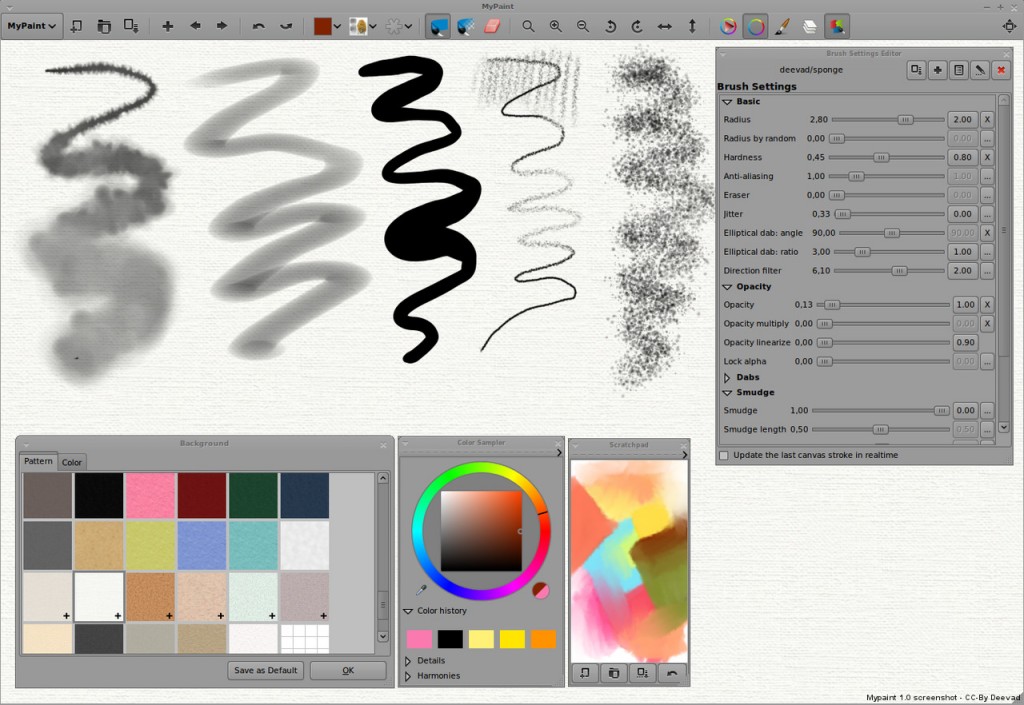 MyPaint
MyPaint
Brush Settings Editor
deevad/sponge
Brush Settings
Basic
Radius 2,80 2.00 X
Radius by random 0,00 0.00 ...
Hardness 0,45 0.80 X
Anti-aliasing 1,00 1.00 ...
Eraser 0,00 0.00 ...
Jitter 0,33 0.00 ...
Elliptical dab: angle 90,00 90.00 X
Elliptical dab: ratio 3,00 1.00 ...
Direction filter 6,10 2.00 ...
Opacity
Opacity 0,13 1.00 X
Opacity multiply 0,00 0.00 X
Opacity linearize 0,00 0.90
Lock alpha 0,00 0.00 ...
Dabs
Smudge
Smudge 1,00 0.00 ...
Smudge length 0,50 0.50 ...
Update the last canvas stroke in realtime
Background
Pattern Color
Save as Default OK
Color Sampler
Color history
Details
Harmonies
Scratchpad
Mypaint 1.0 screenshot - CC-By Deevad